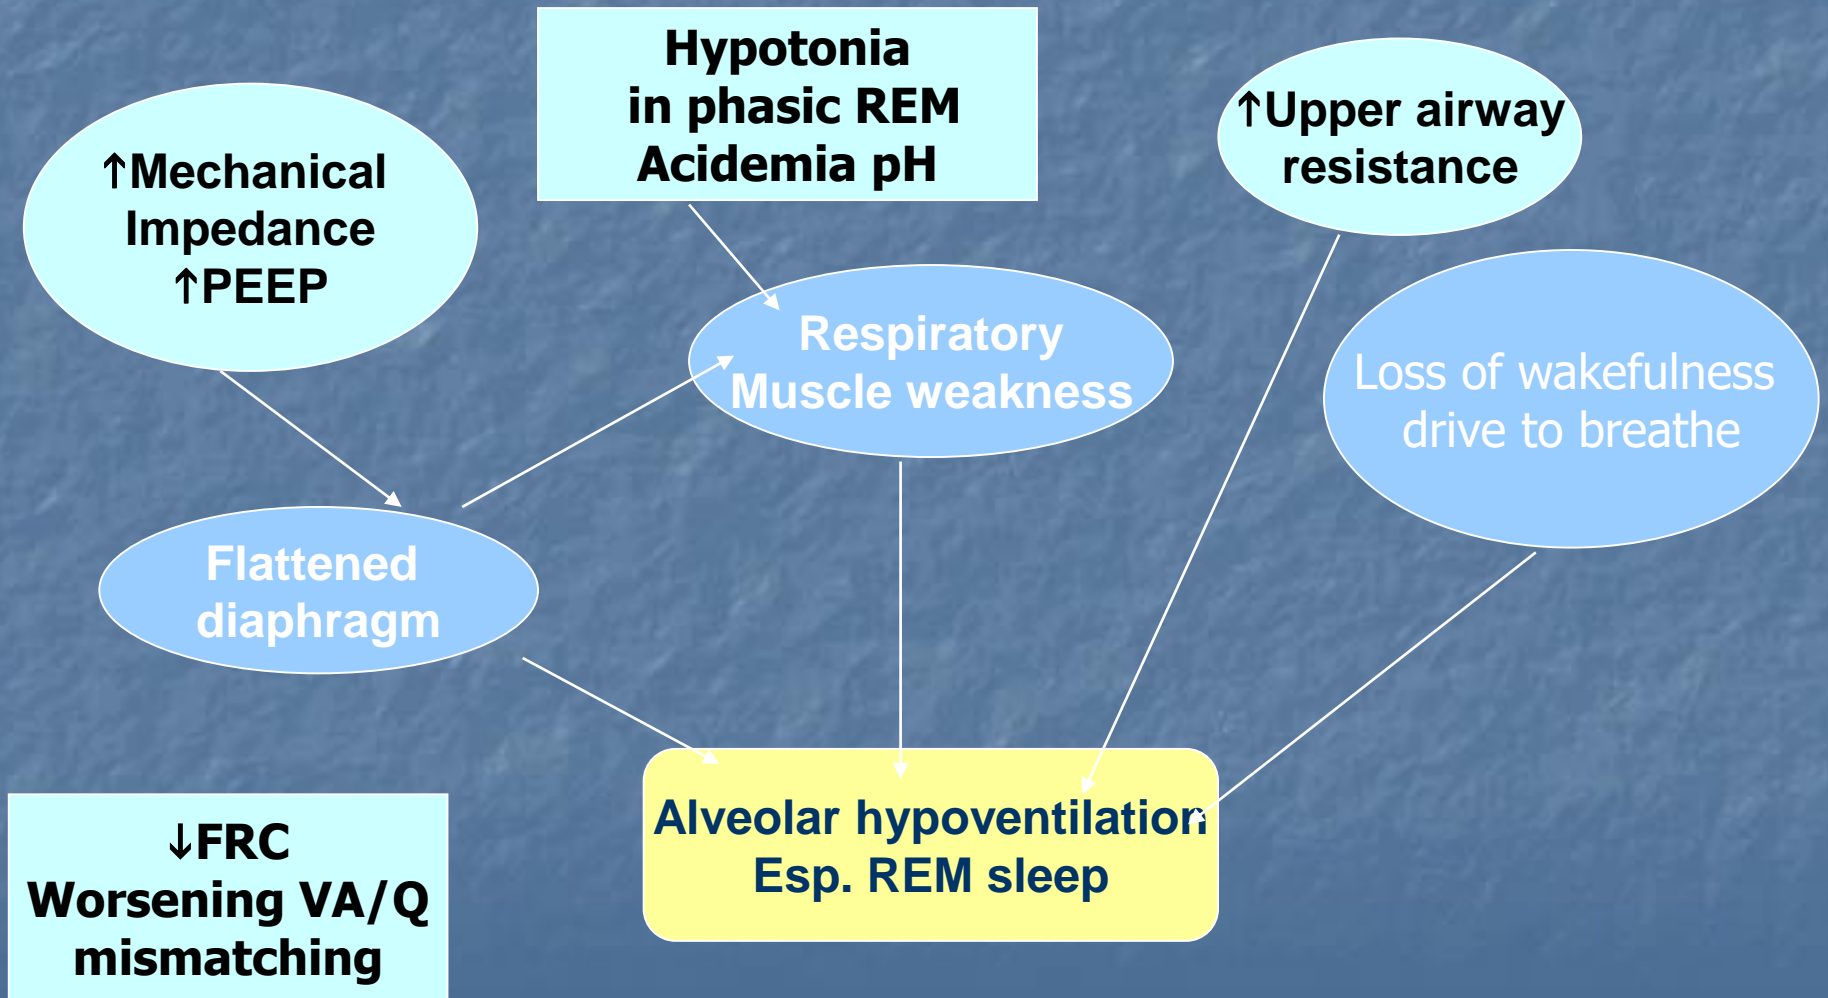 Hypotonia
in phasic REM
Acidemia pH
↑Mechanical
Impedance
↑PEEP
↑Upper airway
resistance
Respiratory
Muscle weakness
Loss of wakefulness
drive to breathe
Flattened
diaphragm
Alveolar hypoventilation
Esp. REM sleep
↓FRC
Worsening VA/Q
mismatching